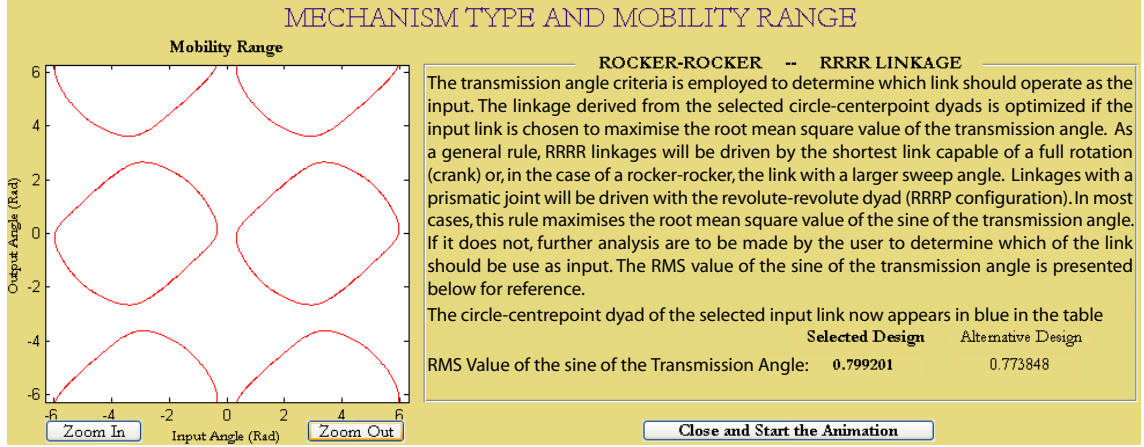 MECHANISM TYPE AND MOBILITY RANGE
Mobility Range
6
4
2
0
-2
-4
-6
-6
-4
-2
0
2
4
6
Output Angle (Rad)
Input Angle (Rad)
Zoom In
Zoom Out
ROCKER-ROCKER -- RRRR LINKAGE
The transmission angle criteria is employed to determine which link should operate as the
input. The linkage derived from the selected circle-centerpoint dyads is optimized if the
input link is chosen to maximise the root mean square value of the transmission angle. As
a general rule, RRRR linkages will be driven by the shortest link capable of a full rotation
(crank) or, in the case of a rocker-rocker, the link with a larger sweep angle. Linkages with a
prismatic joint will be driven with the revolute-revolute dyad (RRRP configuration). In most
cases, this rule maximises the root mean square value of the sine of the transmission angle.
If it does not, further analysis are to be made by the user to determine which of the link
should be use as input. The RMS value of the sine of the transmission angle is presented
below for reference.
The circle-centrepoint dyad of the selected input link now appears in blue in the table
Selected Design Alternative Design
RMS Value of the sine of the Transmission Angle: 0.799201 0.773848
Close and Start the Animation